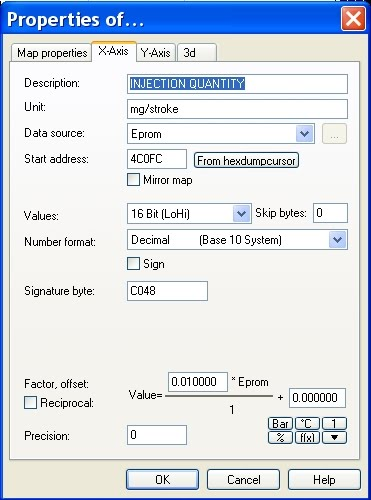 Properties of...
Map properties X-Axis Y-Axis 3d
Description: INJECTION QUANTITY
Unit: mg/stroke
Data source: Eprom ...
Start address: 4C0FC From hexdumpcursor
Mirror map
Values: 16 Bit (LoHi) Skip bytes: 0
Number format: Decimal (Base 10 System)
Sign
Signature byte: C048
Factor, offset: Value= 0.010000 * Eprom + 0.000000
Reciprocal: 1
Bar °C 1
Precision: 0 % f(x)
OK Cancel Help